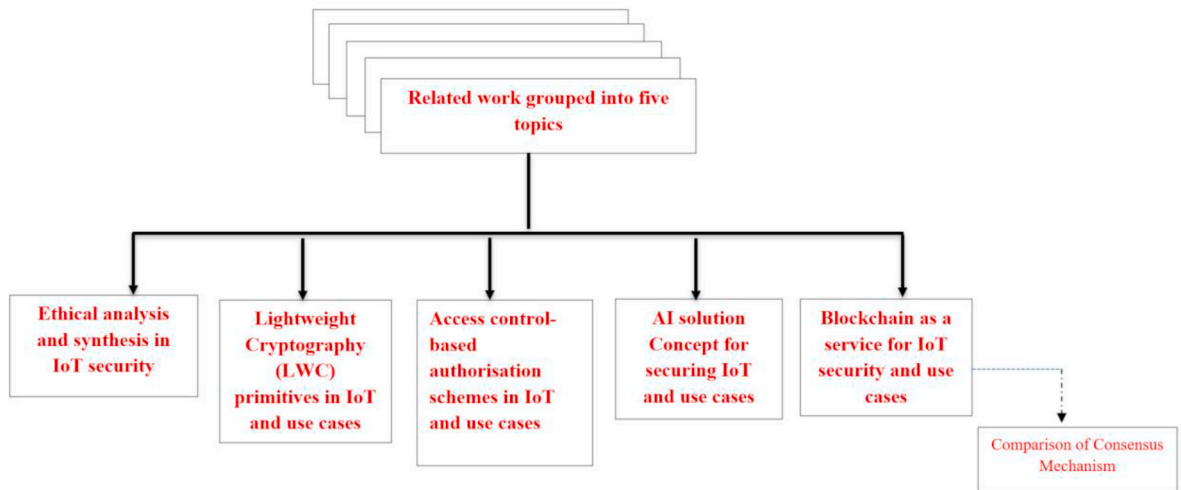 Related work grouped into five
topics
Ethical analysis
and synthesis in
IoT security
Lightweight
Cryptography
(LWC)
primitives in IoT
and use cases
Access control-
based
authorisation
schemes in IoT
and use cases
AI solution
Concept for
securing IoT
and use cases
Blockchain as a
service for IoT
security and use
cases
Comparison of Consensus
Mechanism